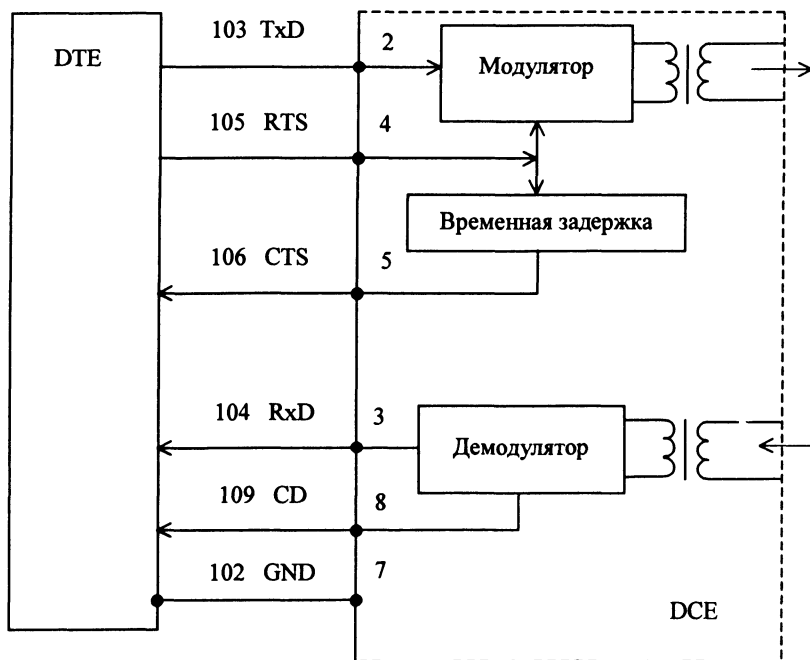 103 TxD
2
DTE
Модулятор
105 RTS
4
Временная задержка
106 CTS
5
104 RxD
3
Демодулятор
109 CD
8
102 GND
7
DCE